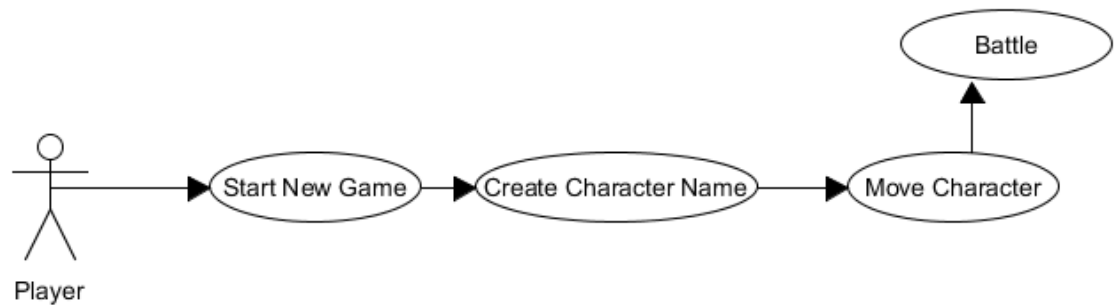 Battle
Start New Game
Create Character Name
Move Character
Player